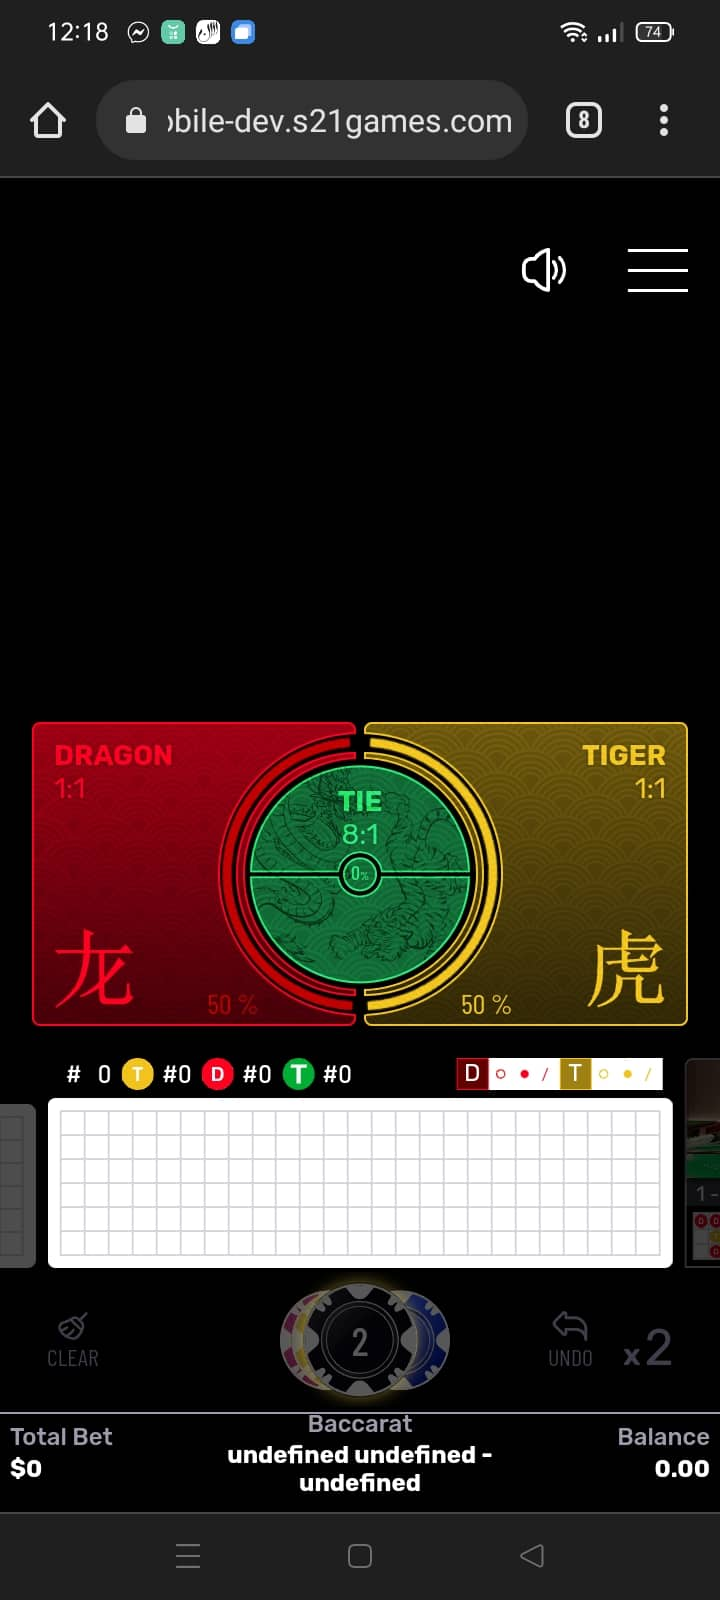 12:18
74
obile-dev.s21games.com
8
DRAGON
1:1
TIGER
1:1
TIE
8:1
0%
龙
虎
50 %
50 %
# 0 T #0 D #0 T #0
D / T /
1-
2
CLEAR
UNDO
x2
Total Bet
$0
Baccarat
undefined undefined -
undefined
Balance
0.00